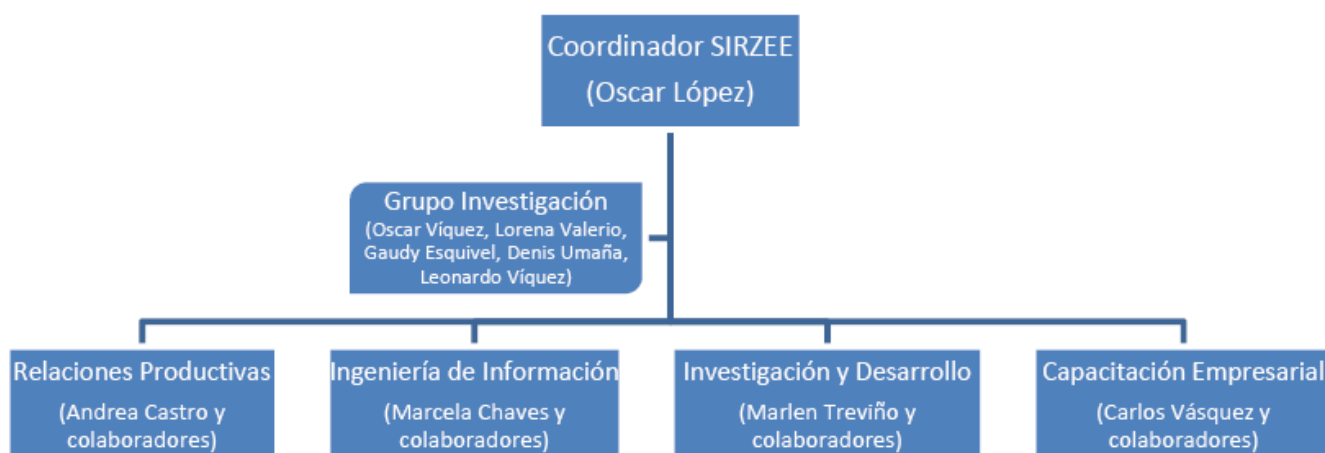 Coordinador SIRZEE
(Oscar López)
Grupo Investigación
(Oscar Víquez, Lorena Valerio,
Gaudy Esquivel, Denis Umaña,
Leonardo Víquez)
Relaciones Productivas
(Andrea Castro y
colaboradores)
Ingeniería de Información
(Marcela Chaves y
colaboradores)
Investigación y Desarrollo
(Marlen Treviño y
colaboradores)
Capacitación Empresarial
(Carlos Vásquez y
colaboradores)